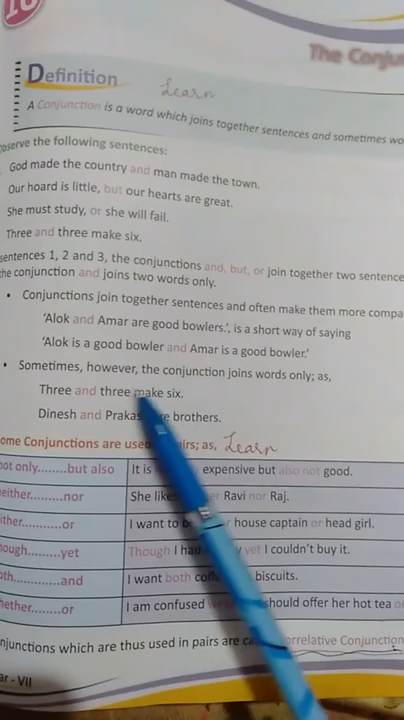 10
The Conju
Definition
Learn
A Conjunction is a word which joins together sentences and sometimes wo
bserve the following sentences:
God made the country and man made the town.
Our hoard is little, but our hearts are great.
She must study, or she will fail.
Three and three make six.
sentences 1, 2 and 3, the conjunctions and, but, or join together two sentence
he conjunction and joins two words only.
• Conjunctions join together sentences and often make them more compa
'Alok and Amar are good bowlers.', is a short way of saying
'Alok is a good bowler and Amar is a good bowler.'
• Sometimes, however, the conjunction joins words only; as,
Three and three make six.
Dinesh and Prakas re brothers.
ome Conjunctions are used irs; as, Learn
not only........but also It is expensive but also not good.
either.........nor She like r Ravi nor Raj.
ither.........or I want to b r house captain or head girl.
ough........yet Though I had yet I couldn't buy it.
oth............and I want both coff biscuits.
hether........or I am confused should offer her hot tea o
njunctions which are thus used in pairs are ca orrelative Conjunction
ar - VII